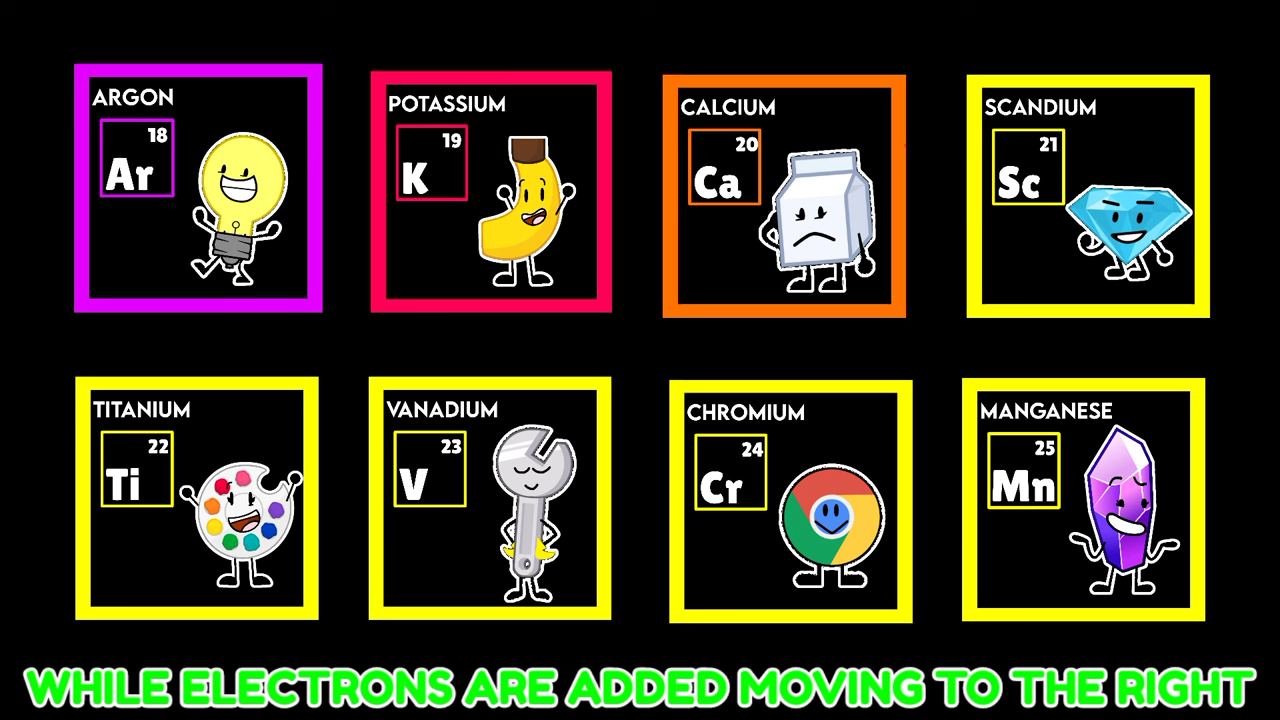 ARGON
18
Ar
POTASSIUM
19
K
CALCIUM
20
Ca
SCANDIUM
21
Sc
TITANIUM
22
Ti
VANADIUM
23
V
CHROMIUM
24
Cr
MANGANESE
25
Mn
WHILE ELECTRONS ARE ADDED MOVING TO THE RIGHT